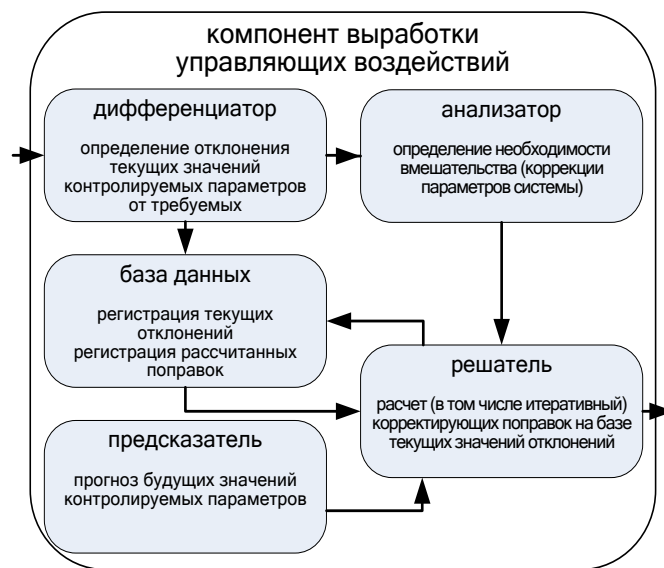 компонент выработки
управляющих воздействий
дифференциатор
определение отклонения
текущих значений
контролируемых параметров
от требуемых
анализатор
определение необходимости
вмешательства (коррекции
параметров системы)
база данных
регистрация текущих
отклонений
регистрация рассчитанных
поправок
решатель
расчет (в том числе итеративный)
корректирующих поправок на базе
текущих значений отклонений
предсказатель
прогноз будущих значений
контролируемых параметров